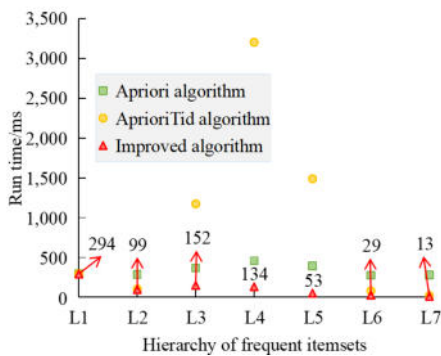 3,500
3,000
2,500
2,000
1,500
1,000
500
0
Run time/ms
Apriori algorithm
AprioriTid algorithm
Improved algorithm
294
99
152
134
53
29
13
L1 L2 L3 L4 L5 L6 L7
Hierarchy of frequent itemsets